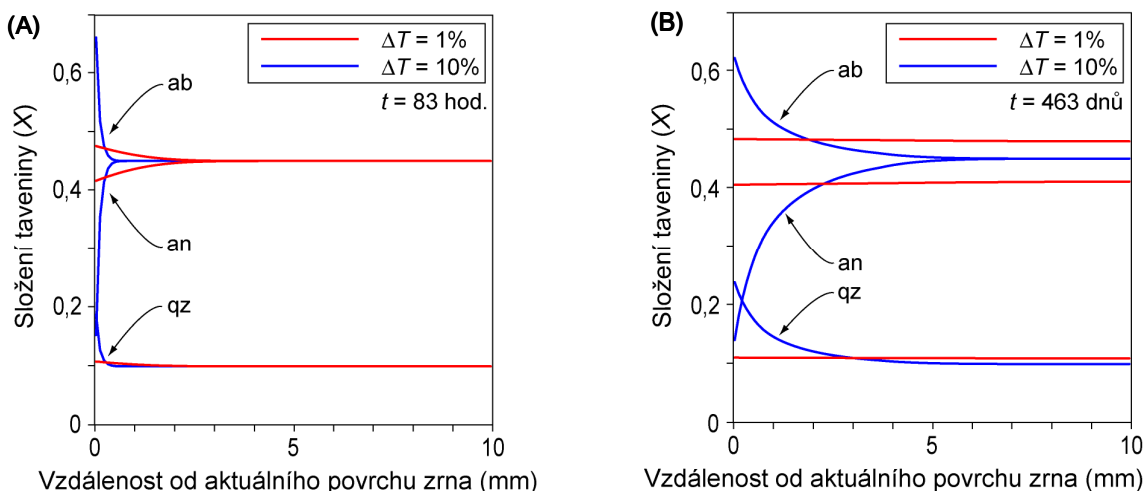 (A)
Složení taveniny (X)
0,6
0,4
0,2
0
ΔT = 1%
ΔT = 10%
t = 83 hod.
ab
an
qz
0
5
10
Vzdálenost od aktuálního povrchu zrna (mm)
(B)
Složení taveniny (X)
0,6
0,4
0,2
0
ΔT = 1%
ΔT = 10%
t = 463 dnů
ab
an
qz
0
5
10
Vzdálenost od aktuálního povrchu zrna (mm)